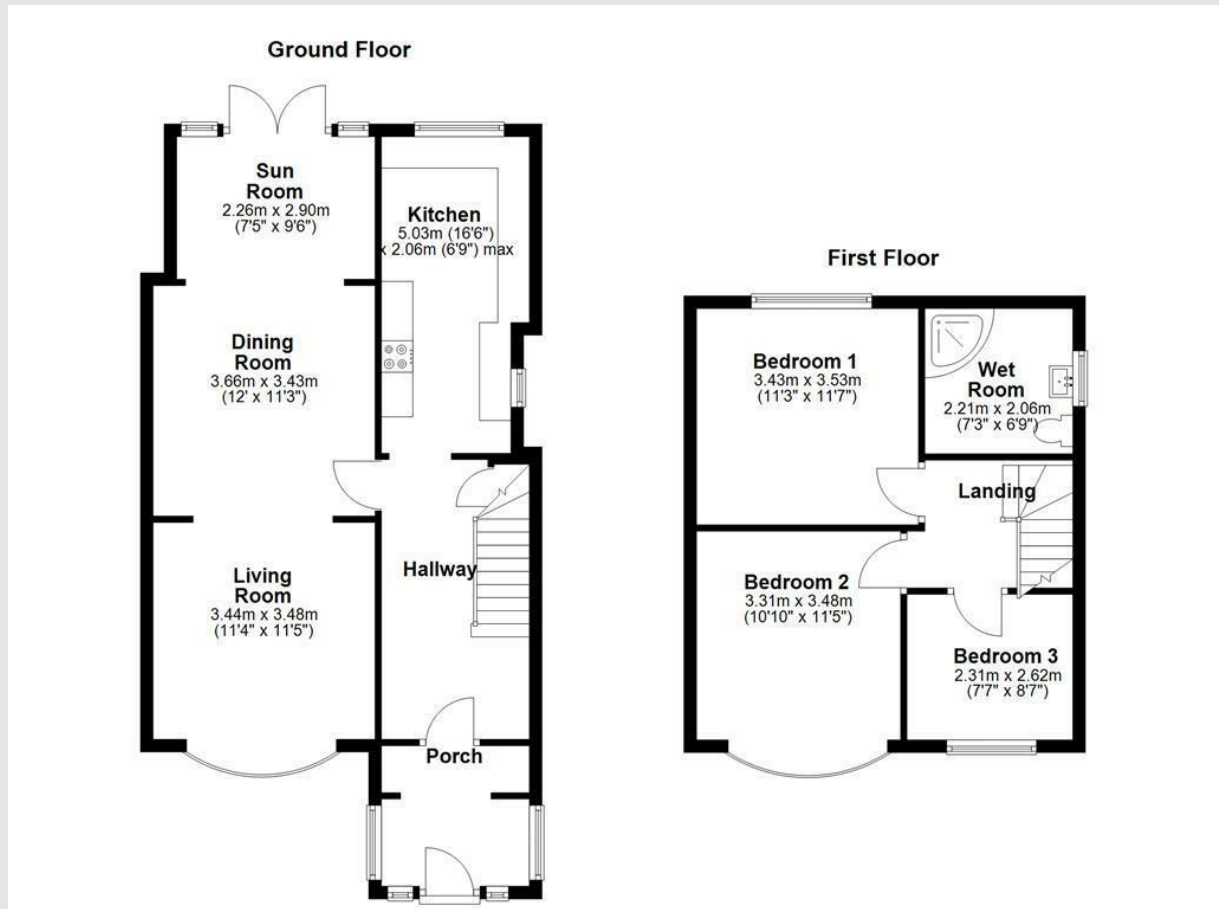 Ground Floor
Sun
Room
2.26m x 2.90m
(7'5" x 9'6")
Kitchen
5.03m (16'6")
x 2.06m (6'9") max
Dining
Room
3.66m x 3.43m
(12' x 11'3")
Living
Room
3.44m x 3.48m
(11'4" x 11'5")
Hallway
Porch
First Floor
Bedroom 1
3.43m x 3.53m
(11'3" x 11'7")
Wet
Room
2.21m x 2.06m
(7'3" x 6'9")
Landing
Bedroom 2
3.31m x 3.48m
(10'10" x 11'5")
Bedroom 3
2.31m x 2.62m
(7'7" x 8'7")